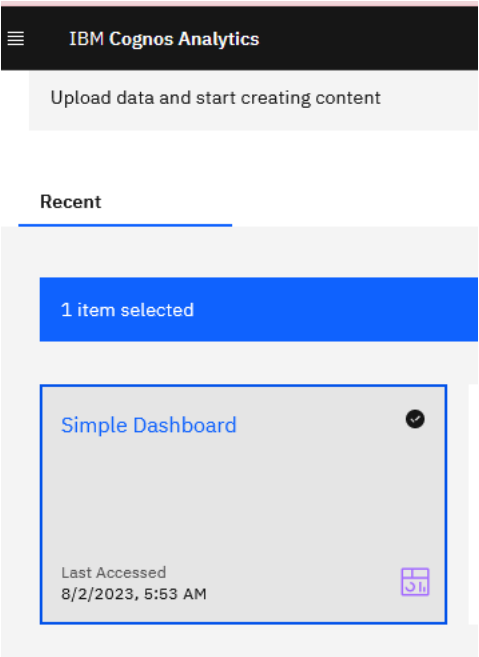 IBM Cognos Analytics
Upload data and start creating content
Recent
1 item selected
Simple Dashboard
Last Accessed
8/2/2023, 5:53 AM